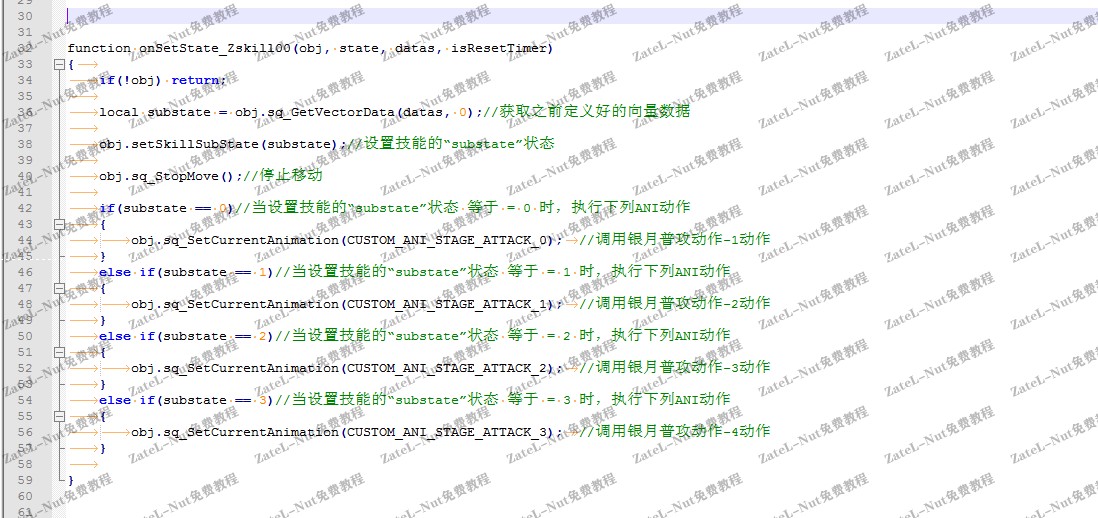 29
30
31
32 function onSetState_Zskill00(obj, state, datas, isResetTimer)
33 {
34 if(!obj) return;
35
36 local substate = obj.sq_GetVectorData(datas, 0);//获取之前定义好的向量数据
37
38 obj.setSkillSubState(substate);//设置技能的“substate”状态
39
40 obj.sq_StopMove();//停止移动
41
42 if(substate == 0)//当设置技能的“substate”状态 等于 = 0 时，执行下列ANI动作
43 {
44 obj.sq_SetCurrentAnimation(CUSTOM_ANI_STAGE_ATTACK_0); //调用银月普攻动作-1动作
45 }
46 else if(substate == 1)//当设置技能的“substate”状态 等于 = 1 时，执行下列ANI动作
47 {
48 obj.sq_SetCurrentAnimation(CUSTOM_ANI_STAGE_ATTACK_1); //调用银月普攻动作-2动作
49 }
50 else if(substate == 2)//当设置技能的“substate”状态 等于 = 2 时，执行下列ANI动作
51 {
52 obj.sq_SetCurrentAnimation(CUSTOM_ANI_STAGE_ATTACK_2); //调用银月普攻动作-3动作
53 }
54 else if(substate == 3)//当设置技能的“substate”状态 等于 = 3 时，执行下列ANI动作
55 {
56 obj.sq_SetCurrentAnimation(CUSTOM_ANI_STAGE_ATTACK_3); //调用银月普攻动作-4动作
57 }
58
59 }
60
61
ZateL-Nut免费教程